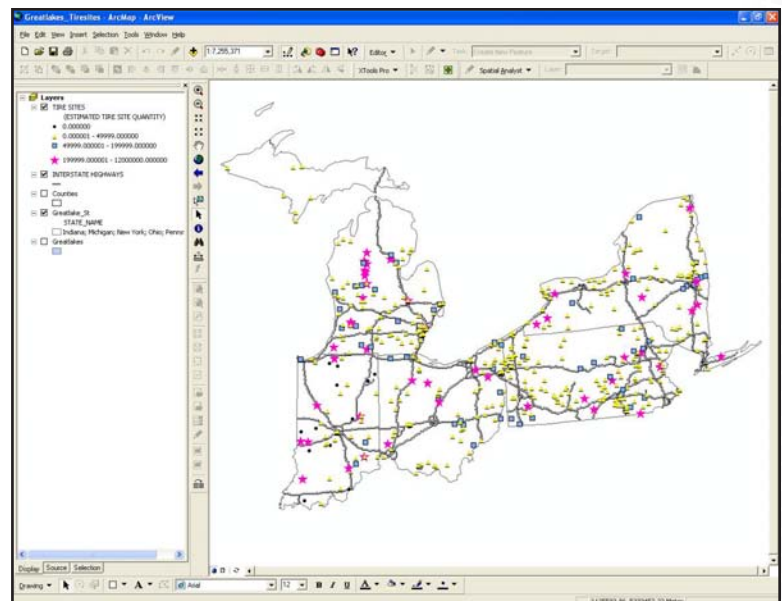 Greatlakes_Tiresites - ArcMap - ArcView
File Edit View Insert Selection Tools Window Help
1:7,255,371 Editor Task: Create New Feature Target:
XTools Pro Spatial Analyst Layer:
Layers
TIRE SITES
(ESTIMATED TIRE SITE QUANTITY)
0.000000
0.000001 - 49999.000000
49999.000001 - 199999.000000
199999.000001 - 12000000.000000
INTERSTATE HIGHWAYS
Counties
Greatlake_St
STATE_NAME
Indiana; Michigan; New York; Ohio; Penns
Greatlakes
Display Source Selection
Drawing A Arial 12 B I U A